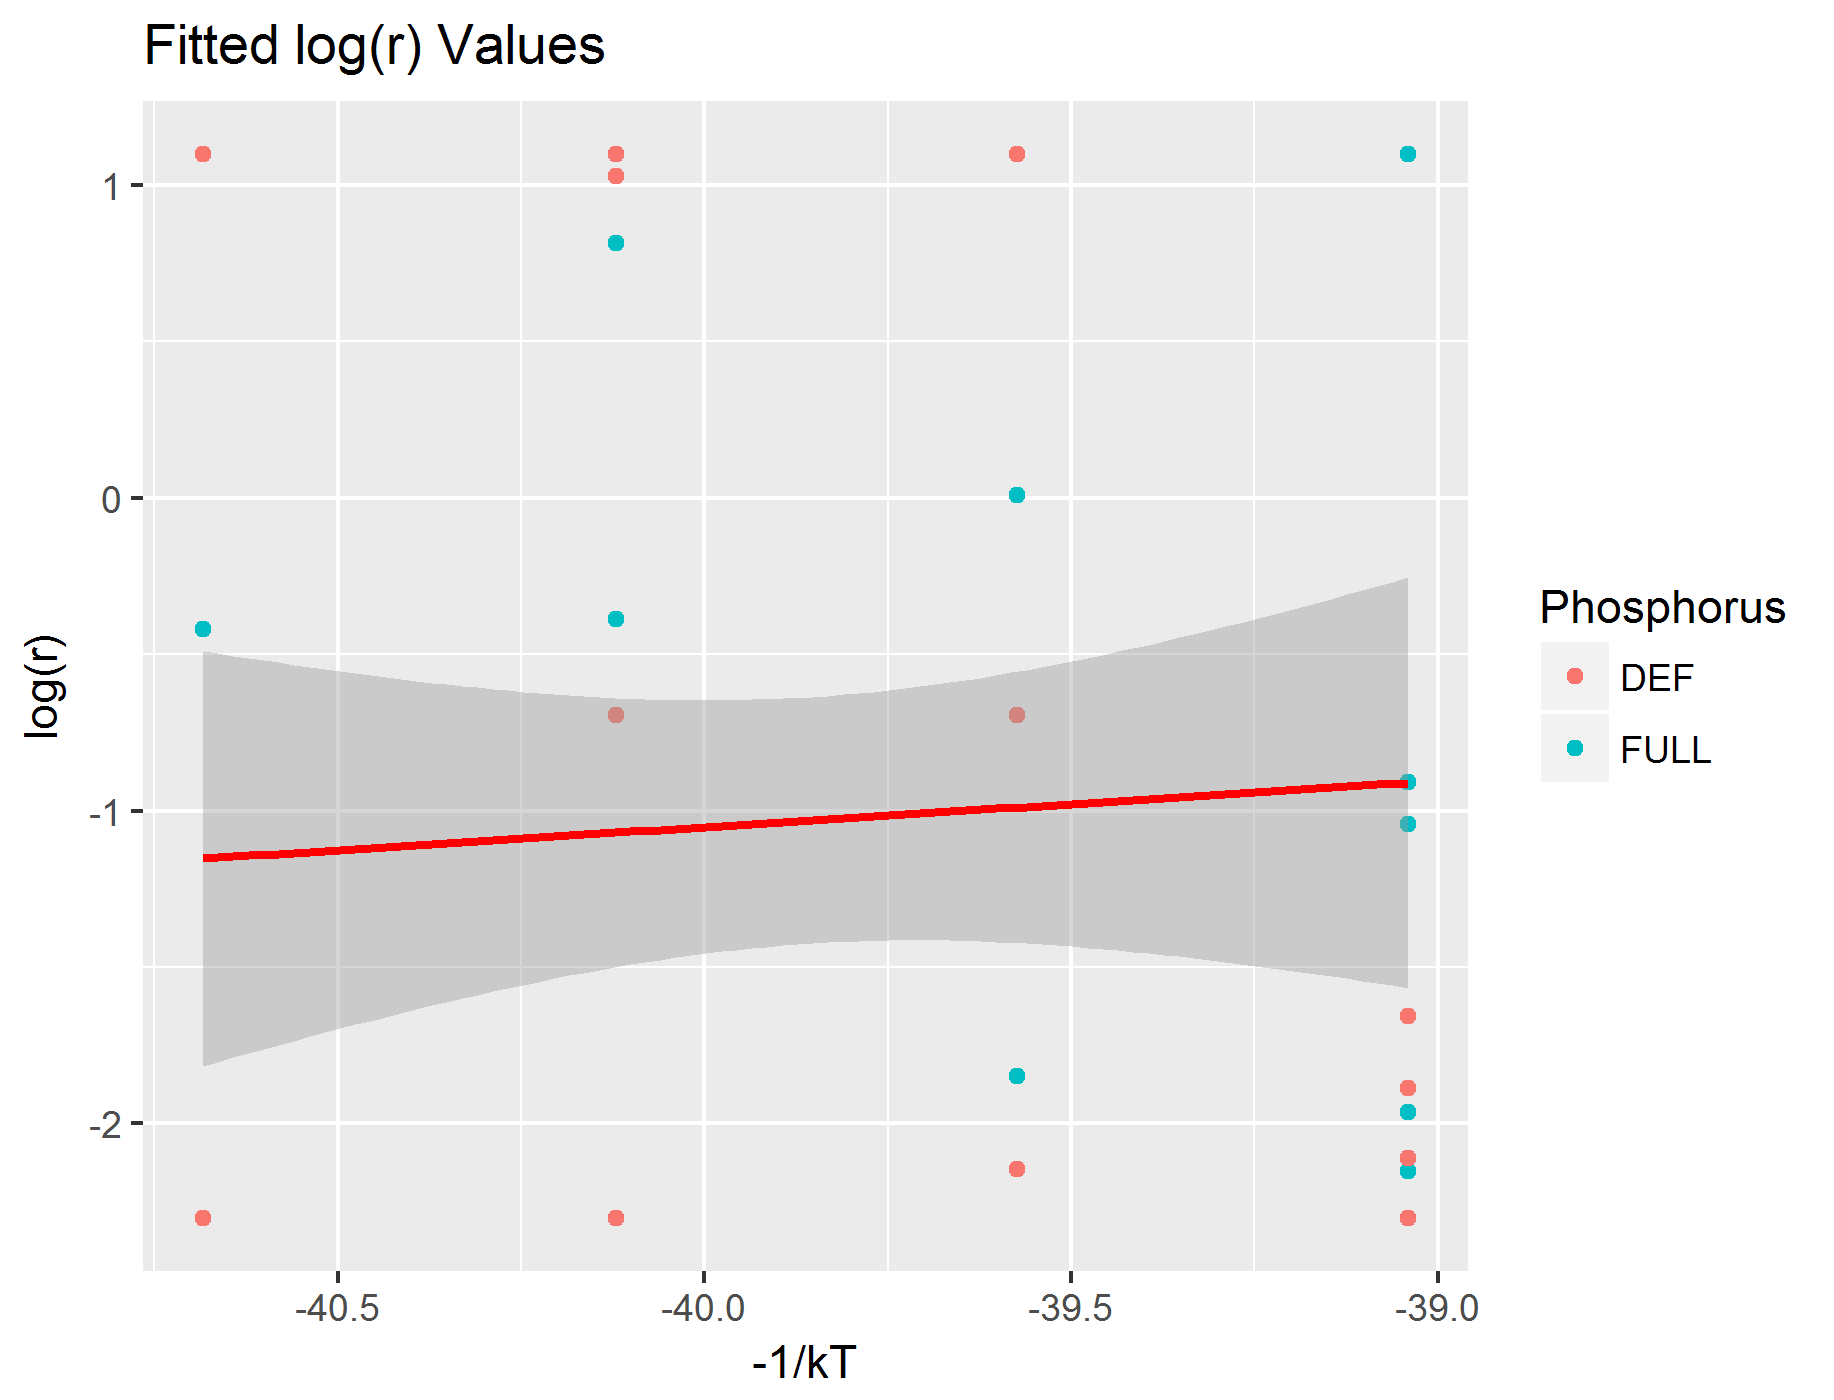 Fitted log(r) Values
log(r)
1
0
-1
-2
-40.5
-40.0
-39.5
-39.0
-1/kT
Phosphorus
DEF
FULL